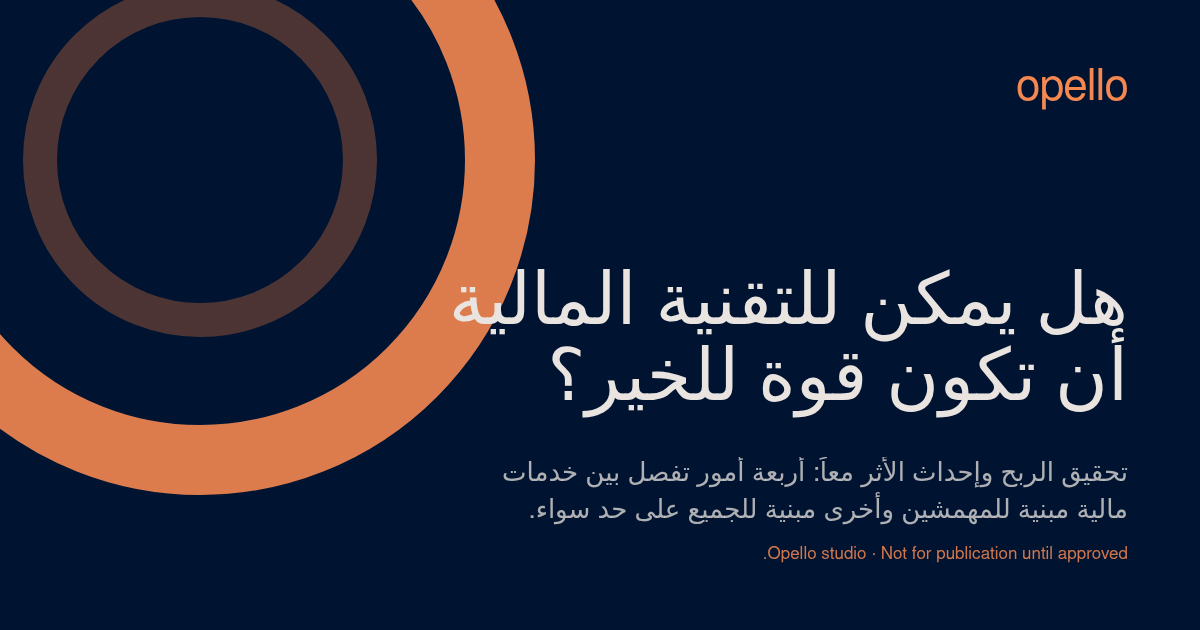 opello
هل يمكن للتقنية المالية
أن تكون قوة للخير؟
تحقيق الربح وإحداث الأثر معاً: أربعة أمور تفصل بين خدمات
مالية مبنية للمهمشين وأخرى مبنية للجميع على حد سواء.
.Opello studio · Not for publication until approved